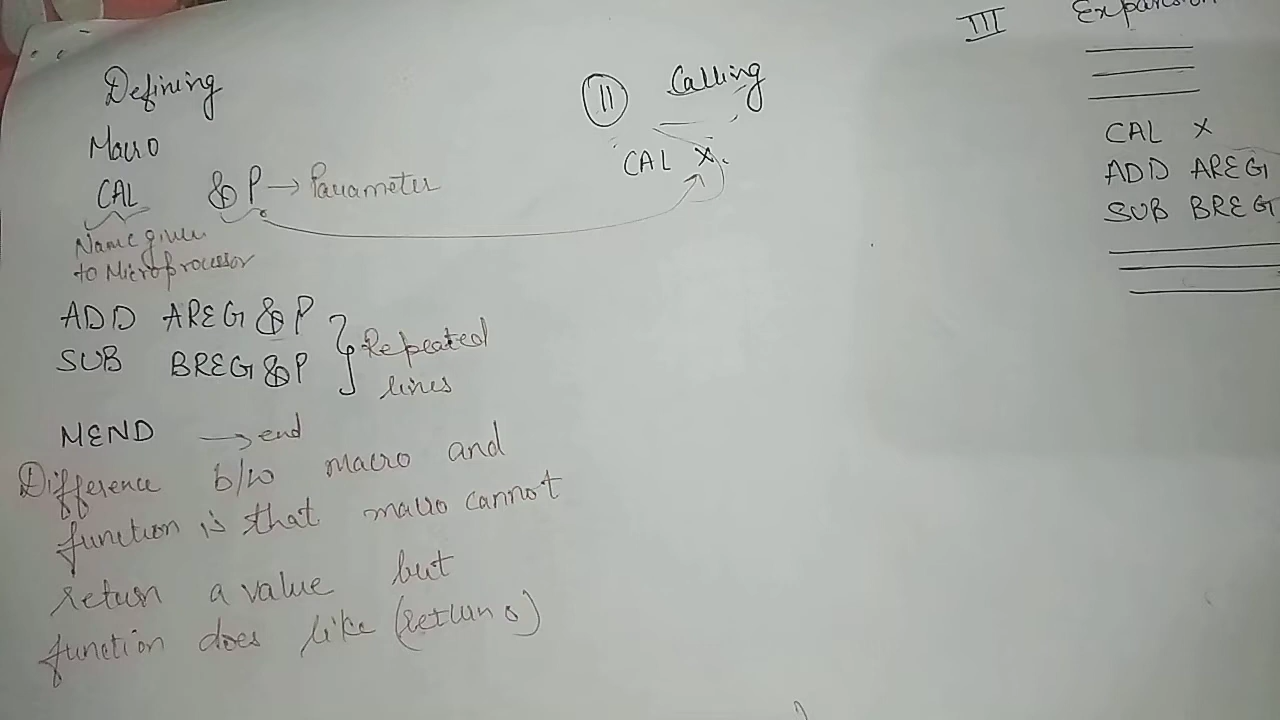 Defining
Macro
CAL &P → Parameter
Name given
to Microprocessor
ADD AREG &P
SUB BREG &P
Repeated
lines
MEND → end
Difference b/w macro and
function is that macro cannot
return a value but
function does like (return 0)
II Calling
CAL X
III Expansion
CAL X
ADD AREG
SUB BREG